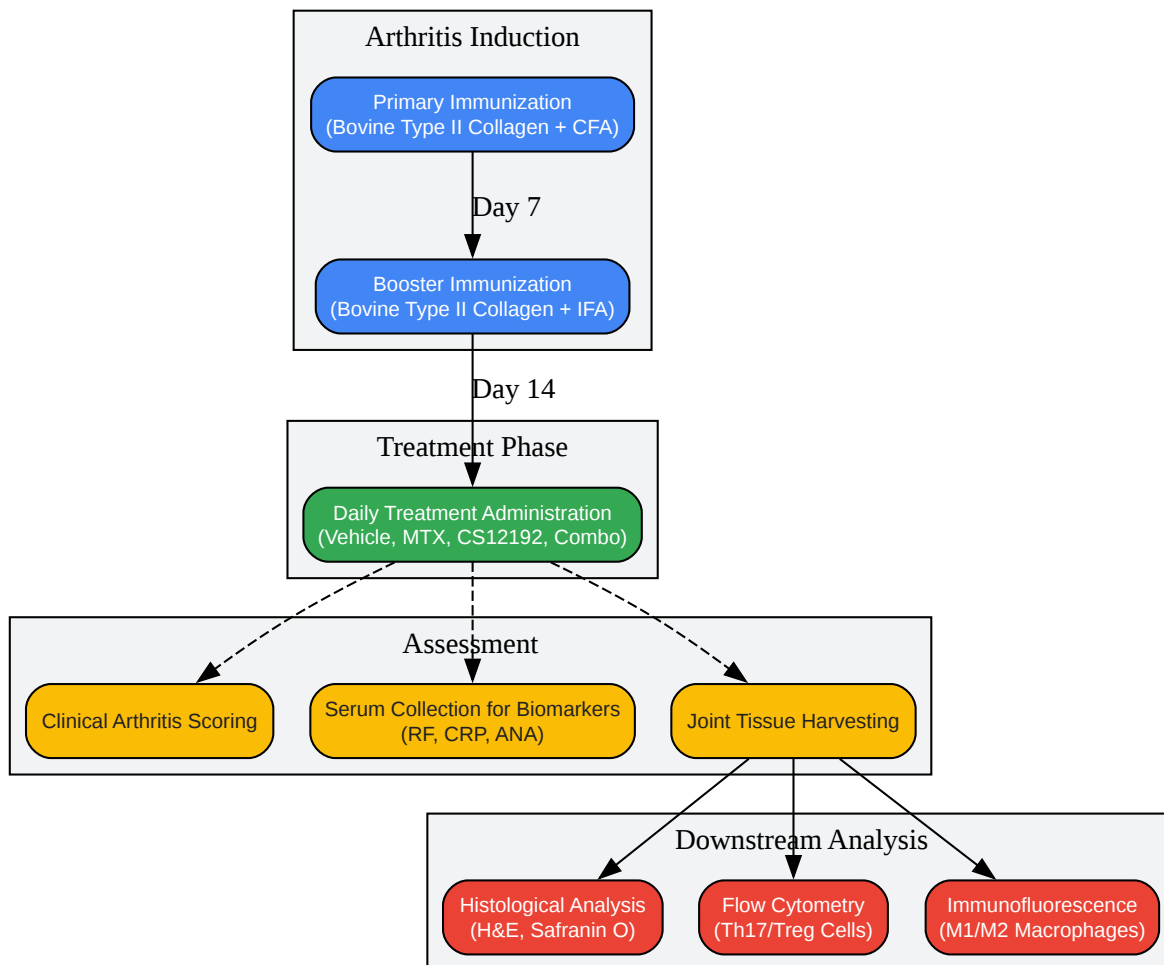 Arthritis Induction
Primary Immunization
(Bovine Type II Collagen + CFA)
Day 7
Booster Immunization
(Bovine Type II Collagen + IFA)
Day 14
Treatment Phase
Daily Treatment Administration
(Vehicle, MTX, CS12192, Combo)
Assessment
Clinical Arthritis Scoring
Serum Collection for Biomarkers
(RF, CRP, ANA)
Joint Tissue Harvesting
Downstream Analysis
Histological Analysis
(H&E, Safranin O)
Flow Cytometry
(Th17/Treg Cells)
Immunofluorescence
(M1/M2 Macrophages)